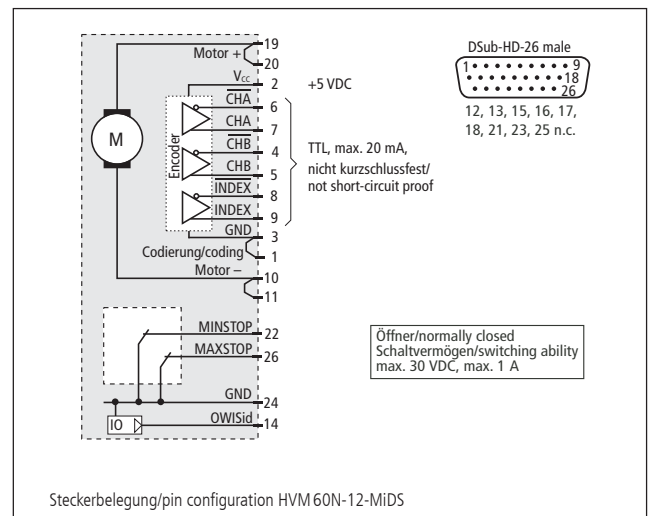 Motor + 19
20
Vcc 2 +5 VDC
CHA 6
CHA 7
CHB 4
CHB 5
INDEX 8
INDEX 9
GND 3
Codierung/coding 1
Motor – 10
11
M
Encoder
TTL, max. 20 mA,
nicht kurzschlussfest/
not short-circuit proof
DSub-HD-26 male
1 9
18
26
12, 13, 15, 16, 17,
18, 21, 23, 25 n.c.
MINSTOP 22
MAXSTOP 26
GND 24
IO OWISid 14
Öffner/normally closed
Schaltvermögen/switching ability
max. 30 VDC, max. 1 A
Steckerbelegung/pin configuration HVM 60N-12-MiDS